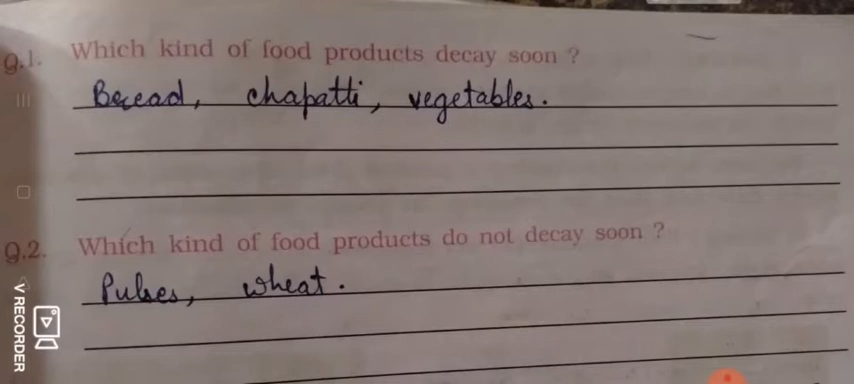 Q.1. Which kind of food products decay soon ?
Bread, chapatti, vegetables.
Q.2. Which kind of food products do not decay soon ?
Pulses, wheat.
V RECORDER